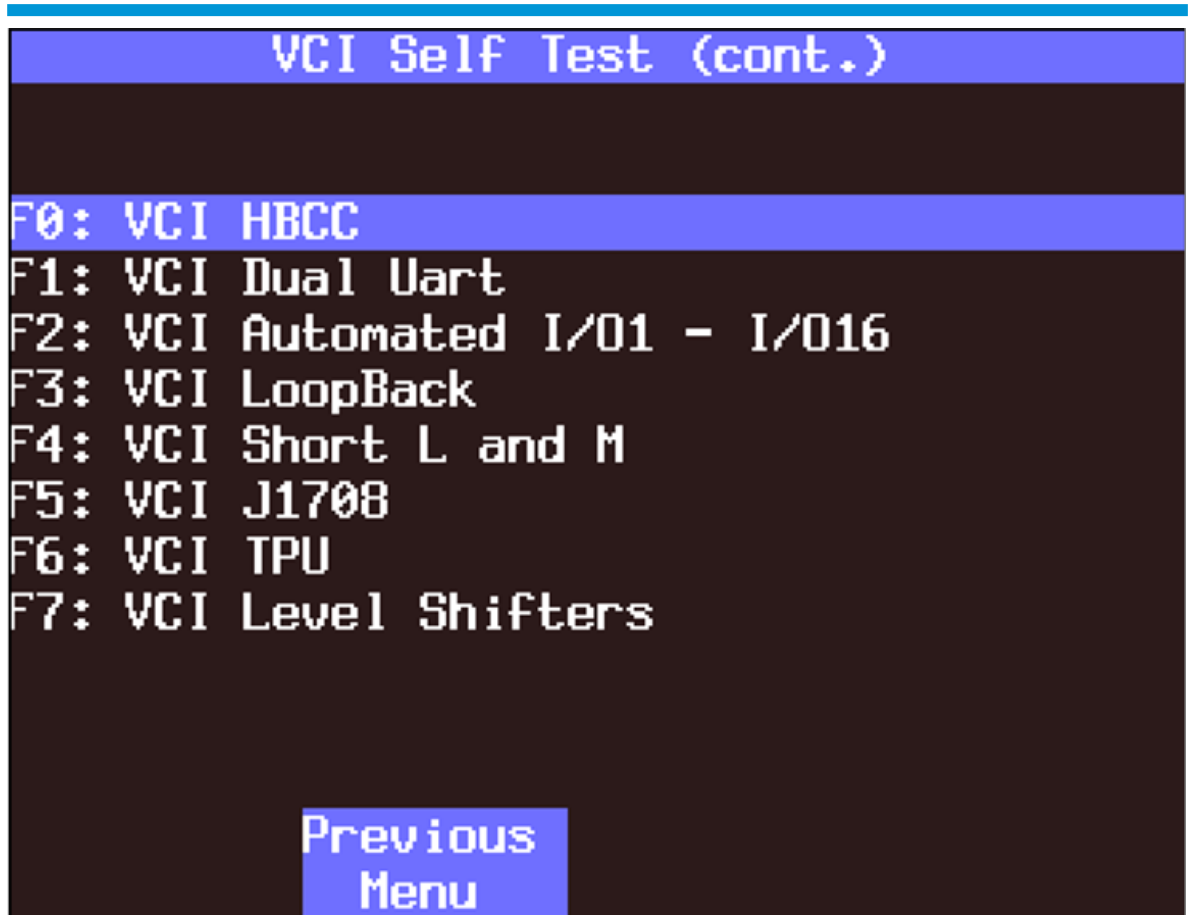 VCI Self Test (cont.)
F0: VCI HBCC
F1: VCI Dual Uart
F2: VCI Automated I/O1 - I/O16
F3: VCI LoopBack
F4: VCI Short L and M
F5: VCI J1708
F6: VCI TPU
F7: VCI Level Shifters
Previous
Menu